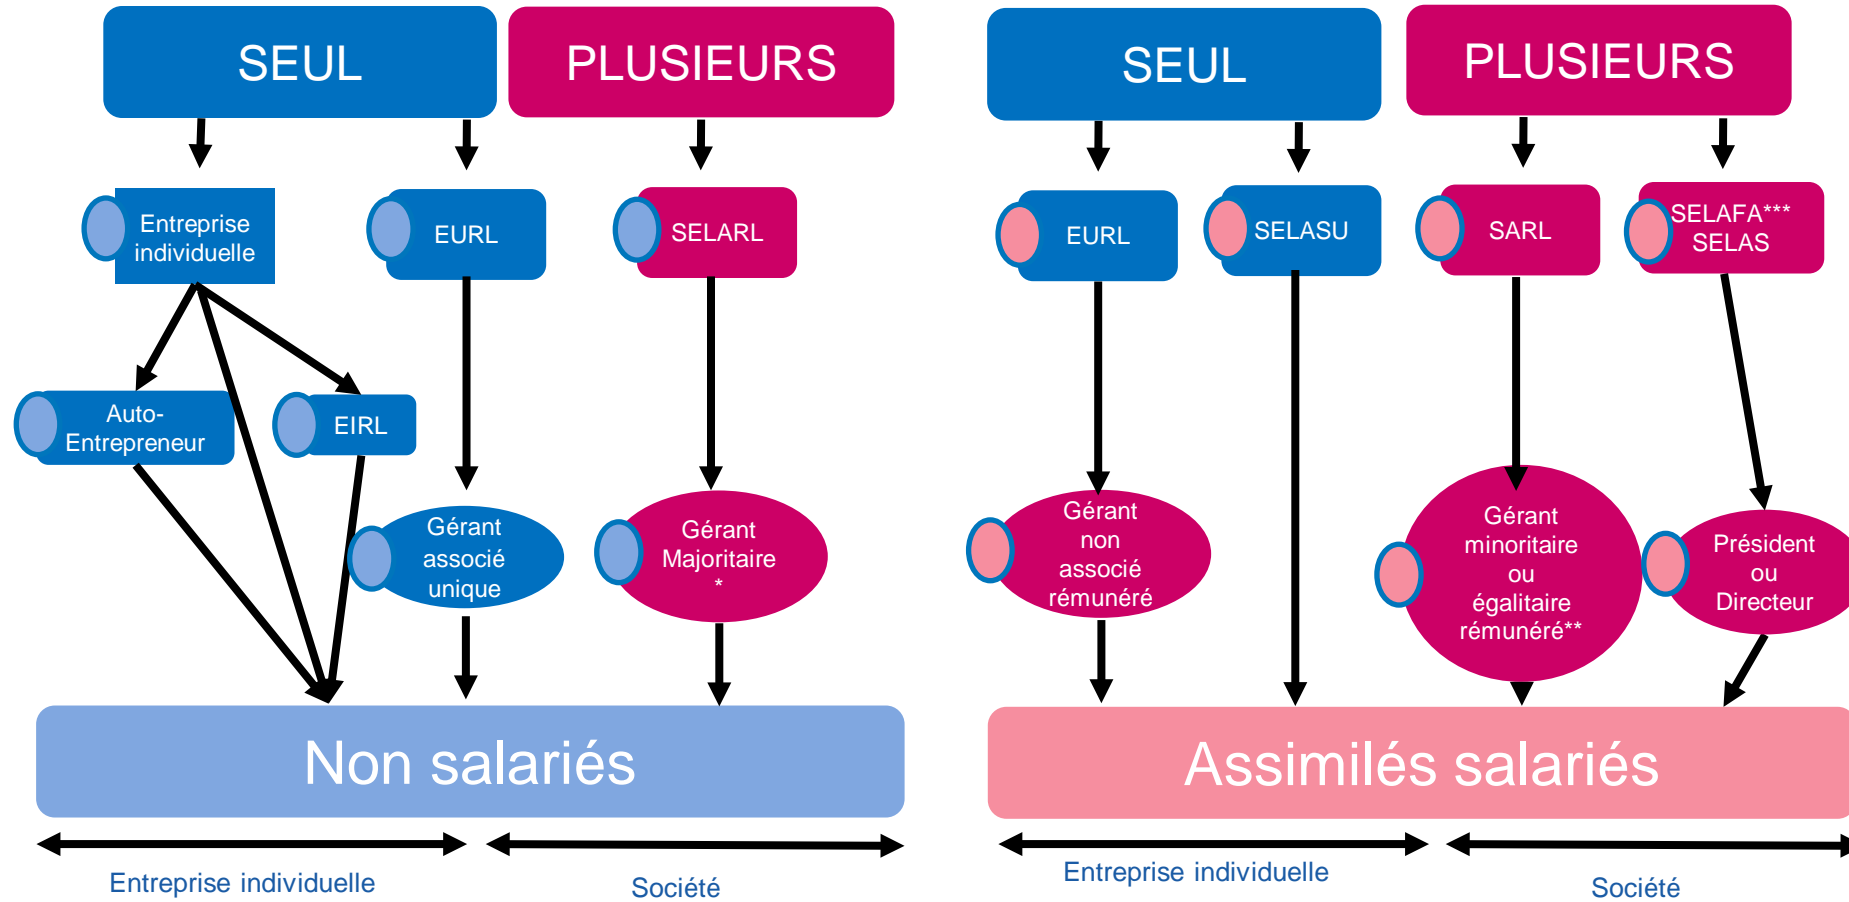 SEUL
PLUSIEURS
SEUL
PLUSIEURS
Entreprise
individuelle
EURL
SELARL
EURL
SELASU
SARL
SELAFA***
SELAS
Auto-
Entrepreneur
EIRL
Gérant
associé
unique
Gérant
Majoritaire
*
Gérant
non
associé
rémunéré
Gérant
minoritaire
ou
égalitaire
rémunéré**
Président
ou
Directeur
Non salariés
Assimilés salariés
Entreprise individuelle
Société
Entreprise individuelle
Société